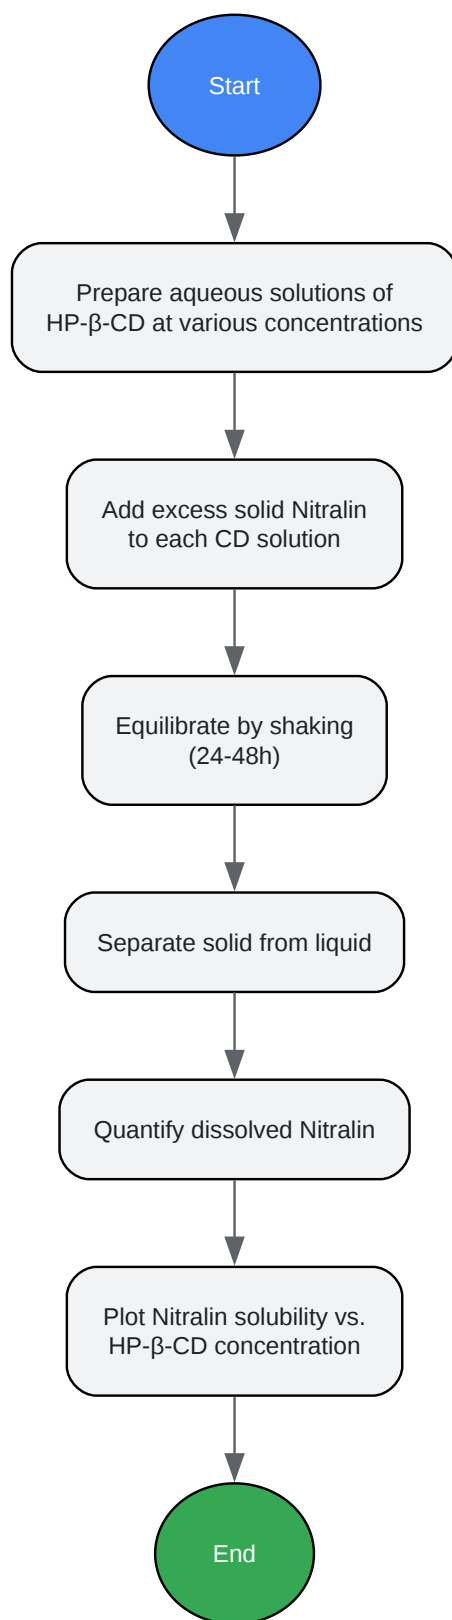 Start
Prepare aqueous solutions of
HP-β-CD at various concentrations
Add excess solid Nitralin
to each CD solution
Equilibrate by shaking
(24-48h)
Separate solid from liquid
Quantify dissolved Nitralin
Plot Nitralin solubility vs.
HP-β-CD concentration
End